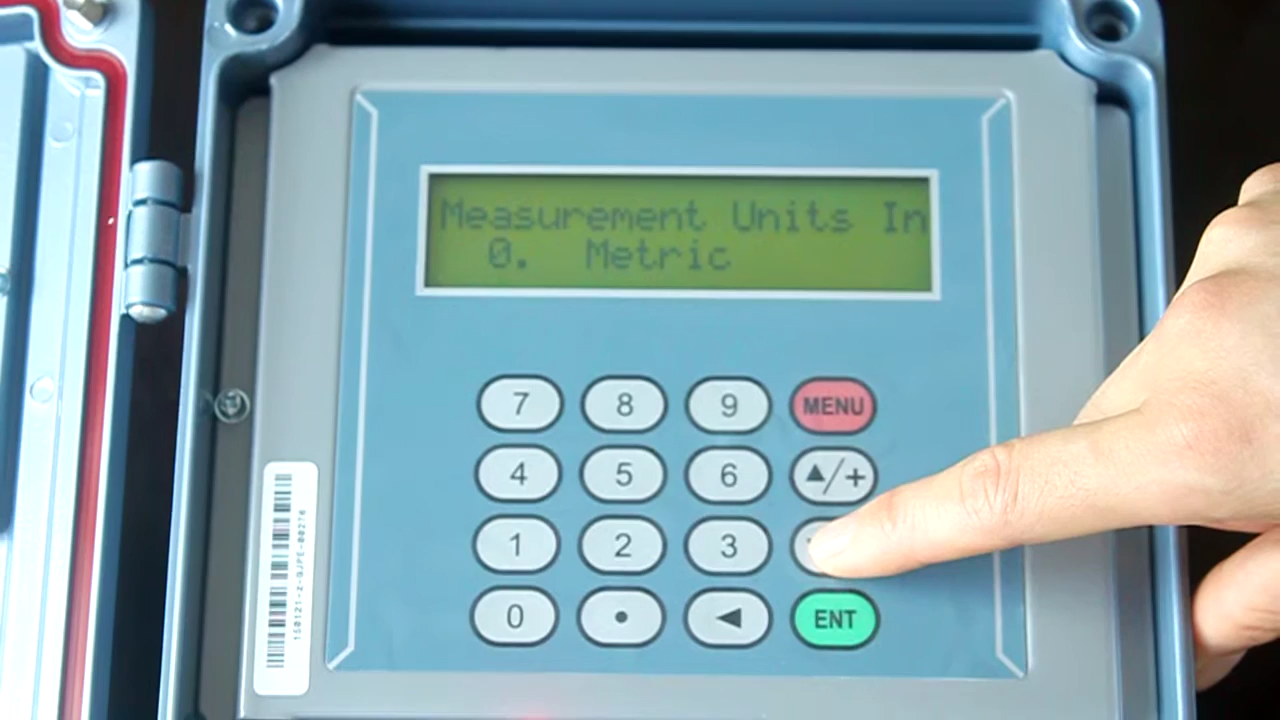 Measurement Units In
0. Metric
7 8 9 MENU
4 5 6 ▲/+
1 2 3
0 • ◀ ENT